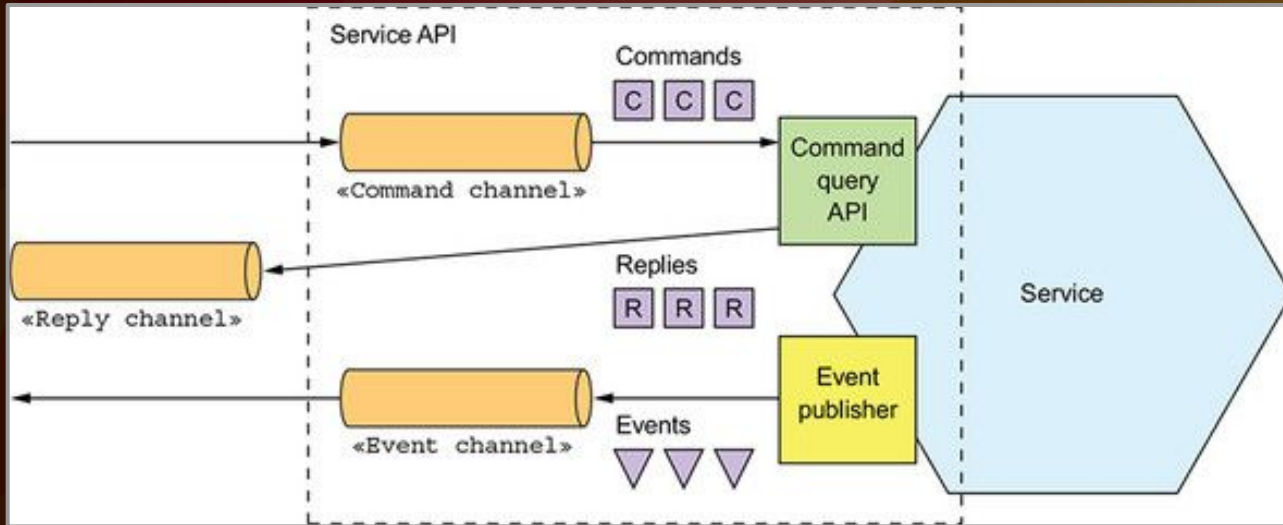 Service API
Commands
C C C
Command
query
API
«Command channel»
Replies
R R R
«Reply channel»
Service
Event
publisher
Events
«Event channel»